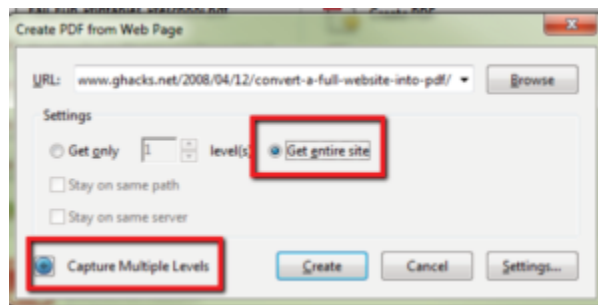 Create PDF from Web Page
URL: www.ghacks.net/2008/04/12/convert-a-full-website-into-pdf/ Browse
Settings
Get only 1 level(s) Get entire site
Stay on same path
Stay on same server
Capture Multiple Levels Create Cancel Settings...